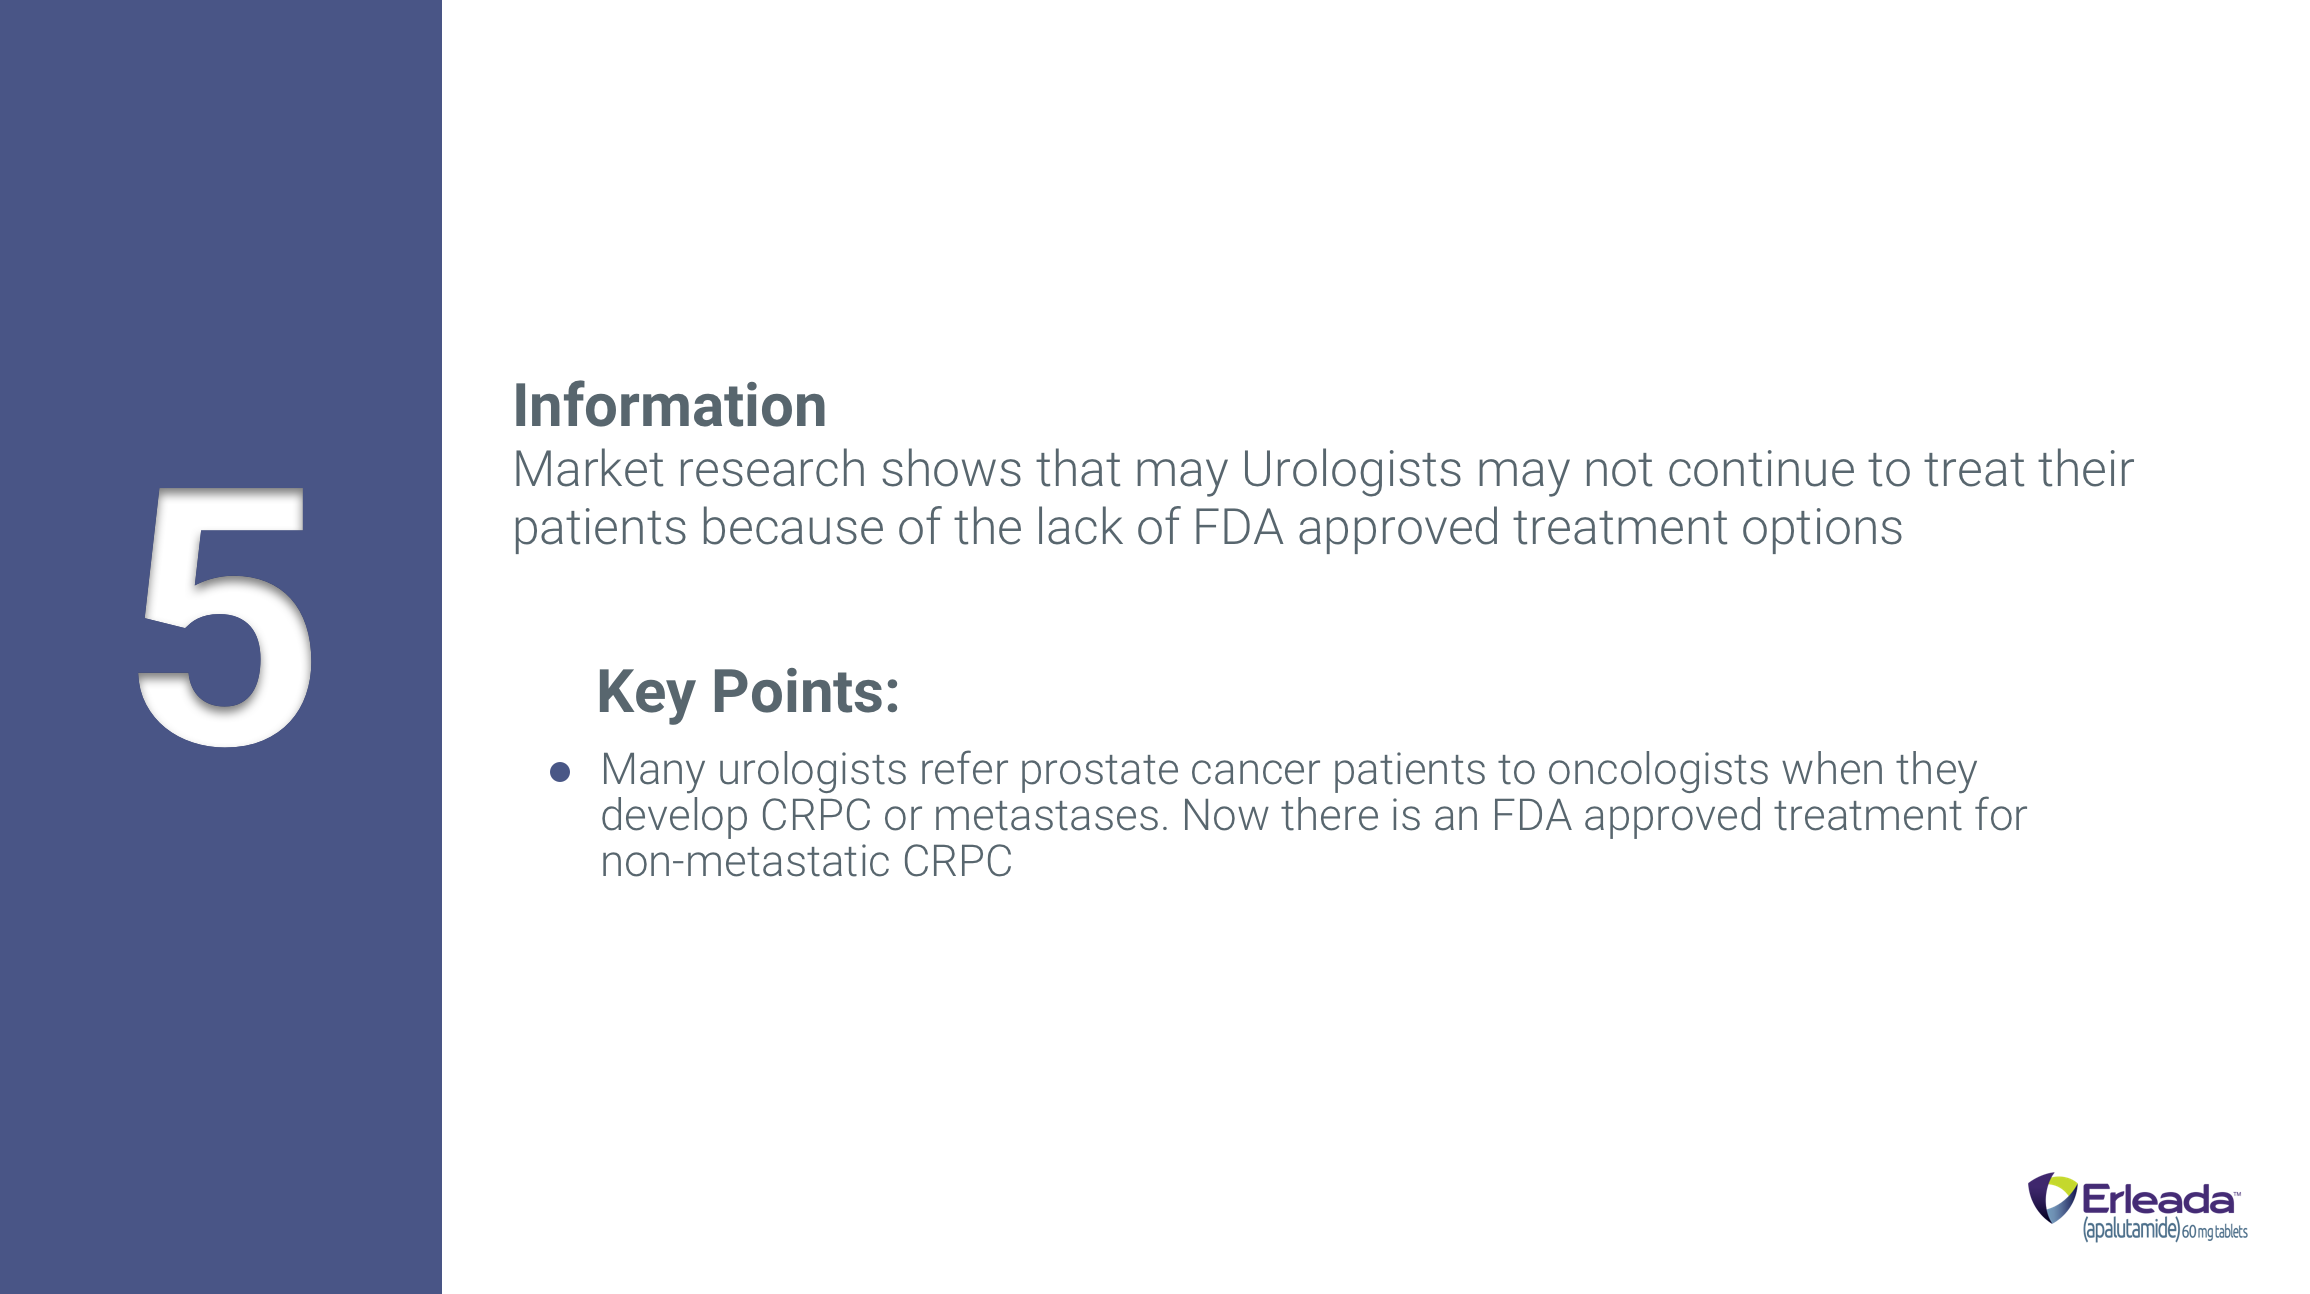 5
Information
Market research shows that may Urologists may not continue to treat their
patients because of the lack of FDA approved treatment options
Key Points:
● Many urologists refer prostate cancer patients to oncologists when they
develop CRPC or metastases. Now there is an FDA approved treatment for
non-metastatic CRPC
Erleada™
(apalutamide) 60 mg tablets